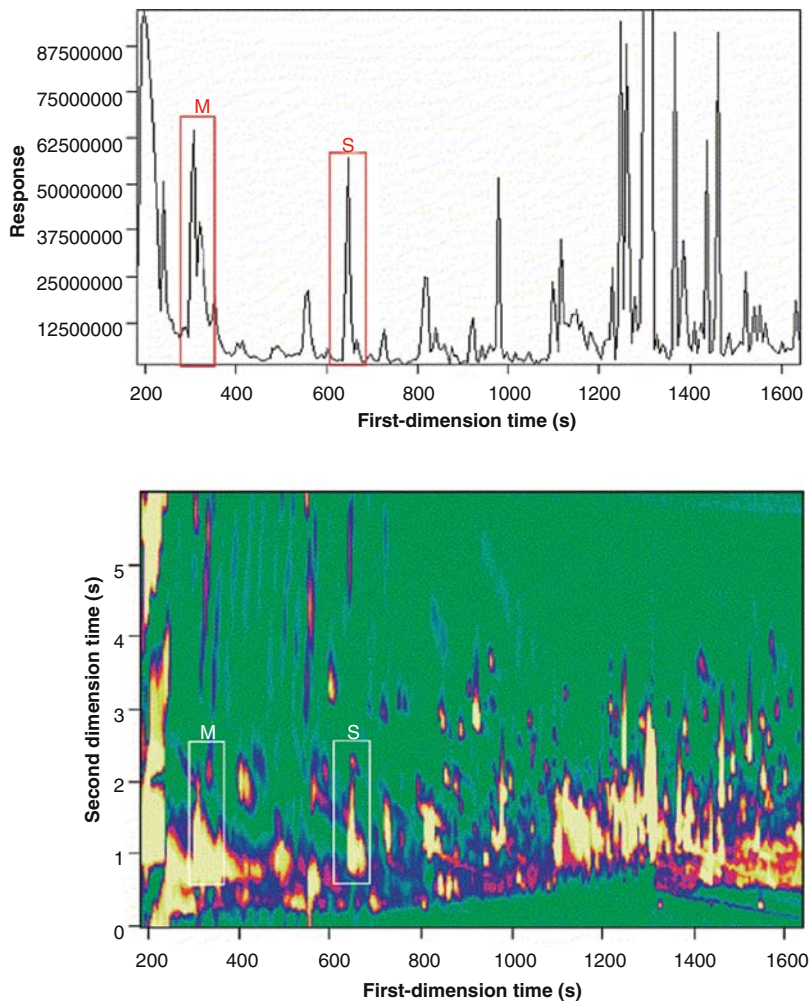 Response
87500000
75000000
62500000
50000000
37500000
25000000
12500000
M
S
200 400 600 800 1000 1200 1400 1600
First-dimension time (s)
Second dimension time (s)
5
4
3
2
1
0
M
S
200 400 600 800 1000 1200 1400 1600
First-dimension time (s)